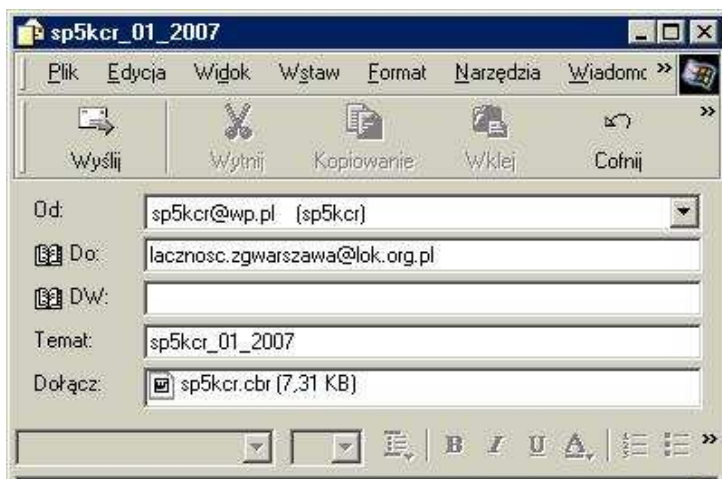 sp5kcr_01_2007
Plik Edycja Widok Wstaw Format Narzędzia Wiadomc »
Wyślij Wytnij Kopiowanie Wklej Cofnij »
Od: sp5kcr@wp.pl (sp5kcr)
Do: lacznosc.zgwarszawa@lok.org.pl
DW:
Temat: sp5kcr_01_2007
Dołącz: sp5kcr.cbr (7,31 KB)
B I U A »